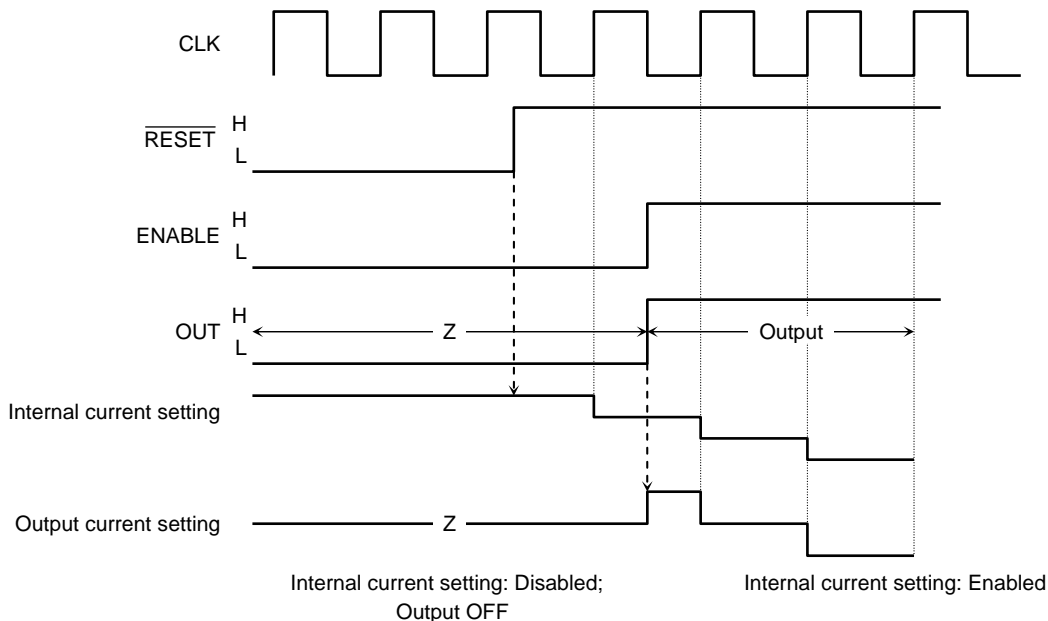 CLK
RESET
H
L
ENABLE
H
L
OUT
H
L
Z
Output
Internal current setting
Output current setting
Z
Internal current setting: Disabled;
Output OFF
Internal current setting: Enabled